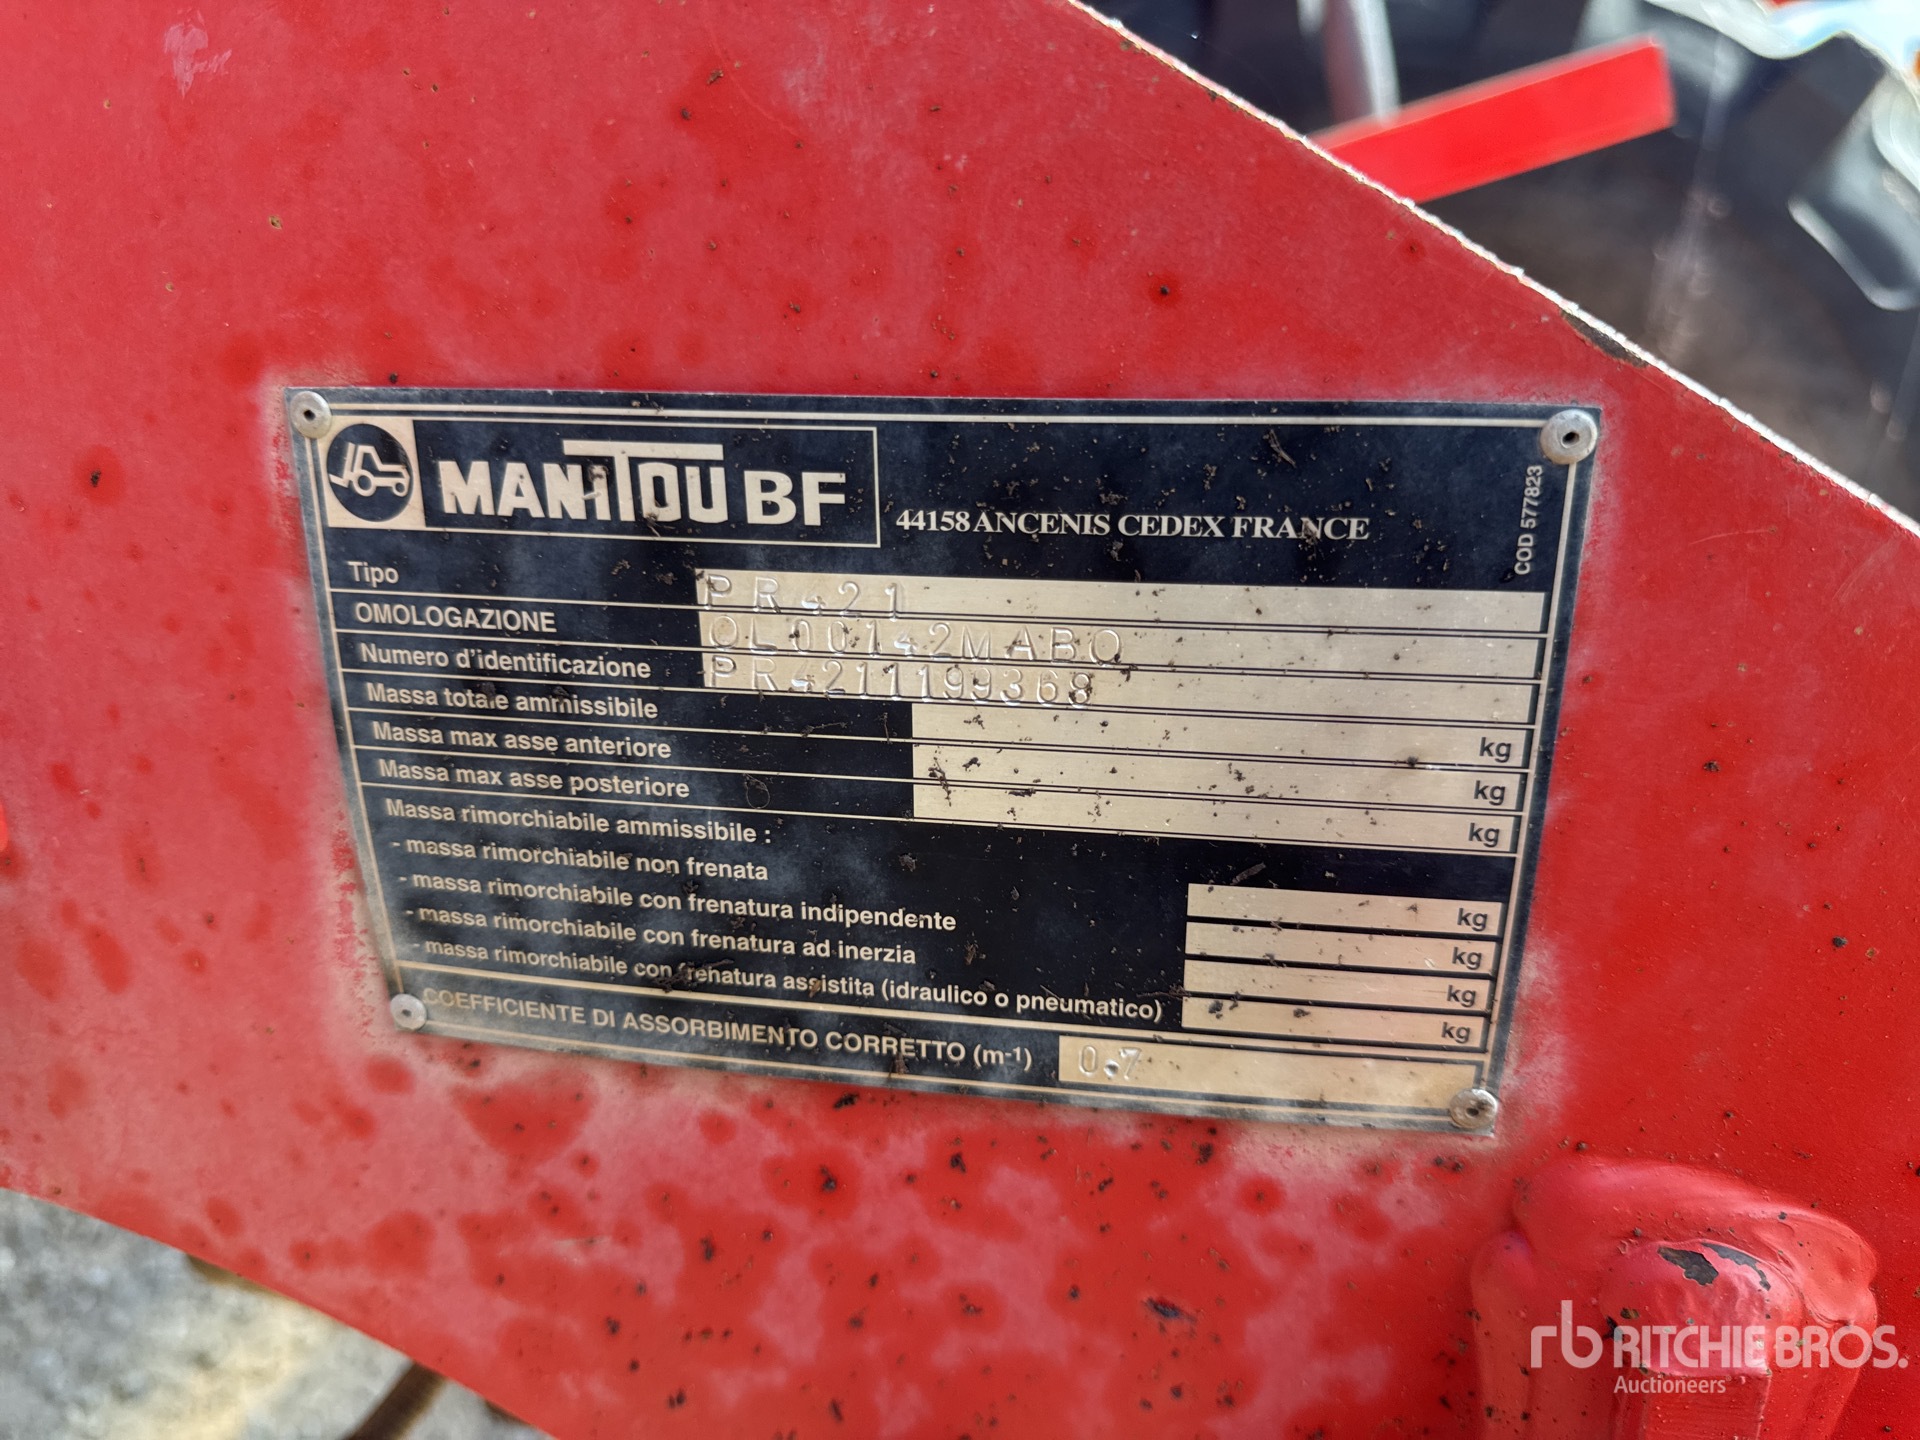 MANITOU BF
44158 ANCENIS CEDEX FRANCE
COD 577823
Tipo PR421
OMOLOGAZIONE OL00142MABO
Numero d'identificazione PR4211199368
Massa totale ammissibile kg
Massa max asse anteriore kg
Massa max asse posteriore kg
Massa rimorchiabile ammissibile :
- massa rimorchiabile non frenata kg
- massa rimorchiabile con frenatura indipendente kg
- massa rimorchiabile con frenatura ad inerzia kg
- massa rimorchiabile con frenatura assistita (idraulico o pneumatico) kg
COEFFICIENTE DI ASSORBIMENTO CORRETTO (m-1) 0.7
rb RITCHIE BROS.
Auctioneers